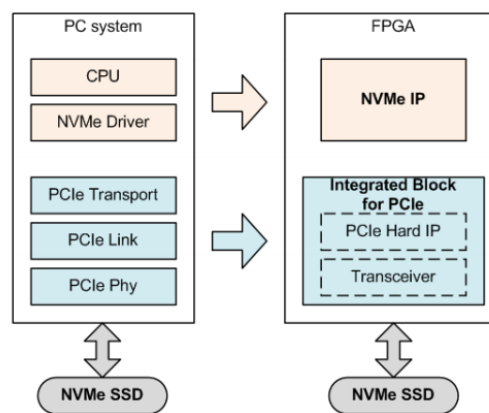 PC system
CPU
NVMe Driver
PCIe Transport
PCIe Link
PCIe Phy
NVMe SSD
FPGA
NVMe IP
Integrated Block
for PCIe
PCIe Hard IP
Transceiver
NVMe SSD